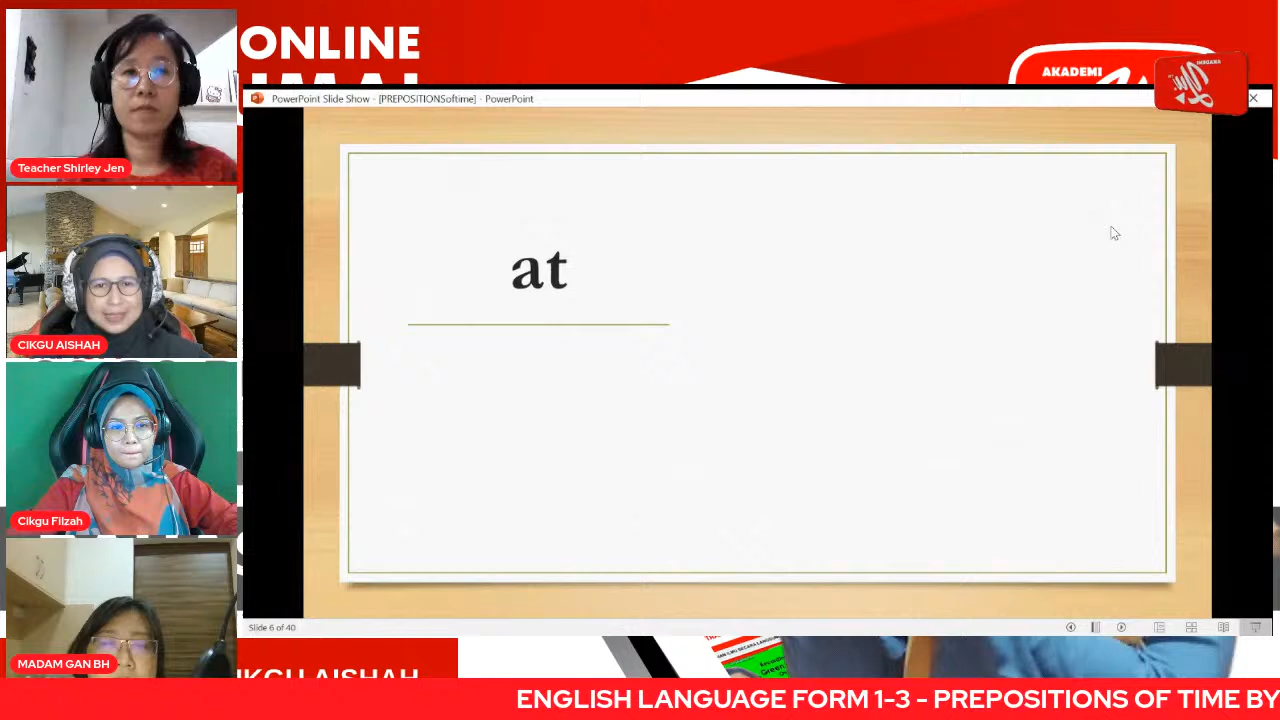 ONLINE
AKADEMI
PowerPoint Slide Show - [PREPOSITIONSoftime] - PowerPoint
Teacher Shirley Jen
at
CIKGU AISHAH
Cikgu Filzah
MADAM GAN BH
Slide 6 of 40
IKGU AISHAH
ENGLISH LANGUAGE FORM 1-3 - PREPOSITIONS OF TIME BY